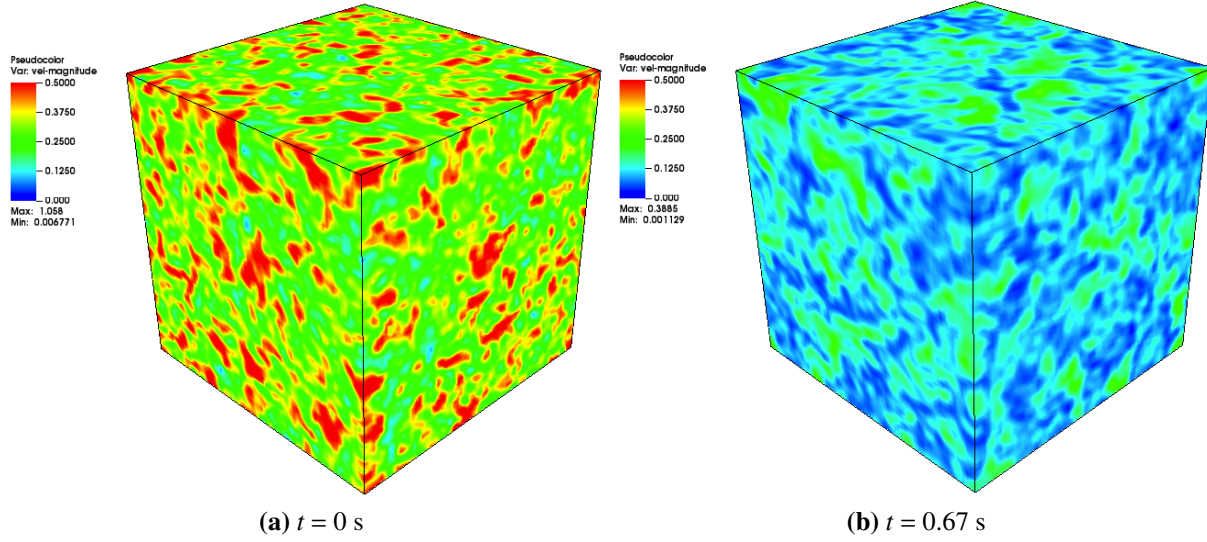 Pseudocolor
Var: vel-magnitude
0.5000
0.3750
0.2500
0.1250
0.000
Max: 1.058
Min: 0.006771
Pseudocolor
Var: vel-magnitude
0.5000
0.3750
0.2500
0.1250
0.000
Max: 0.3885
Min: 0.001129
(a) t = 0 s
(b) t = 0.67 s